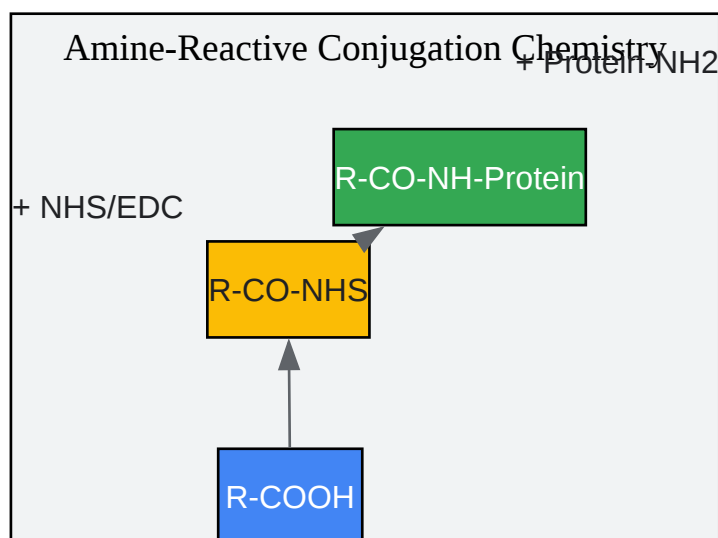 Amine-Reactive Conjugation Chemistry
+ Protein-NH2
R-CO-NH-Protein
+ NHS/EDC
R-CO-NHS
R-COOH